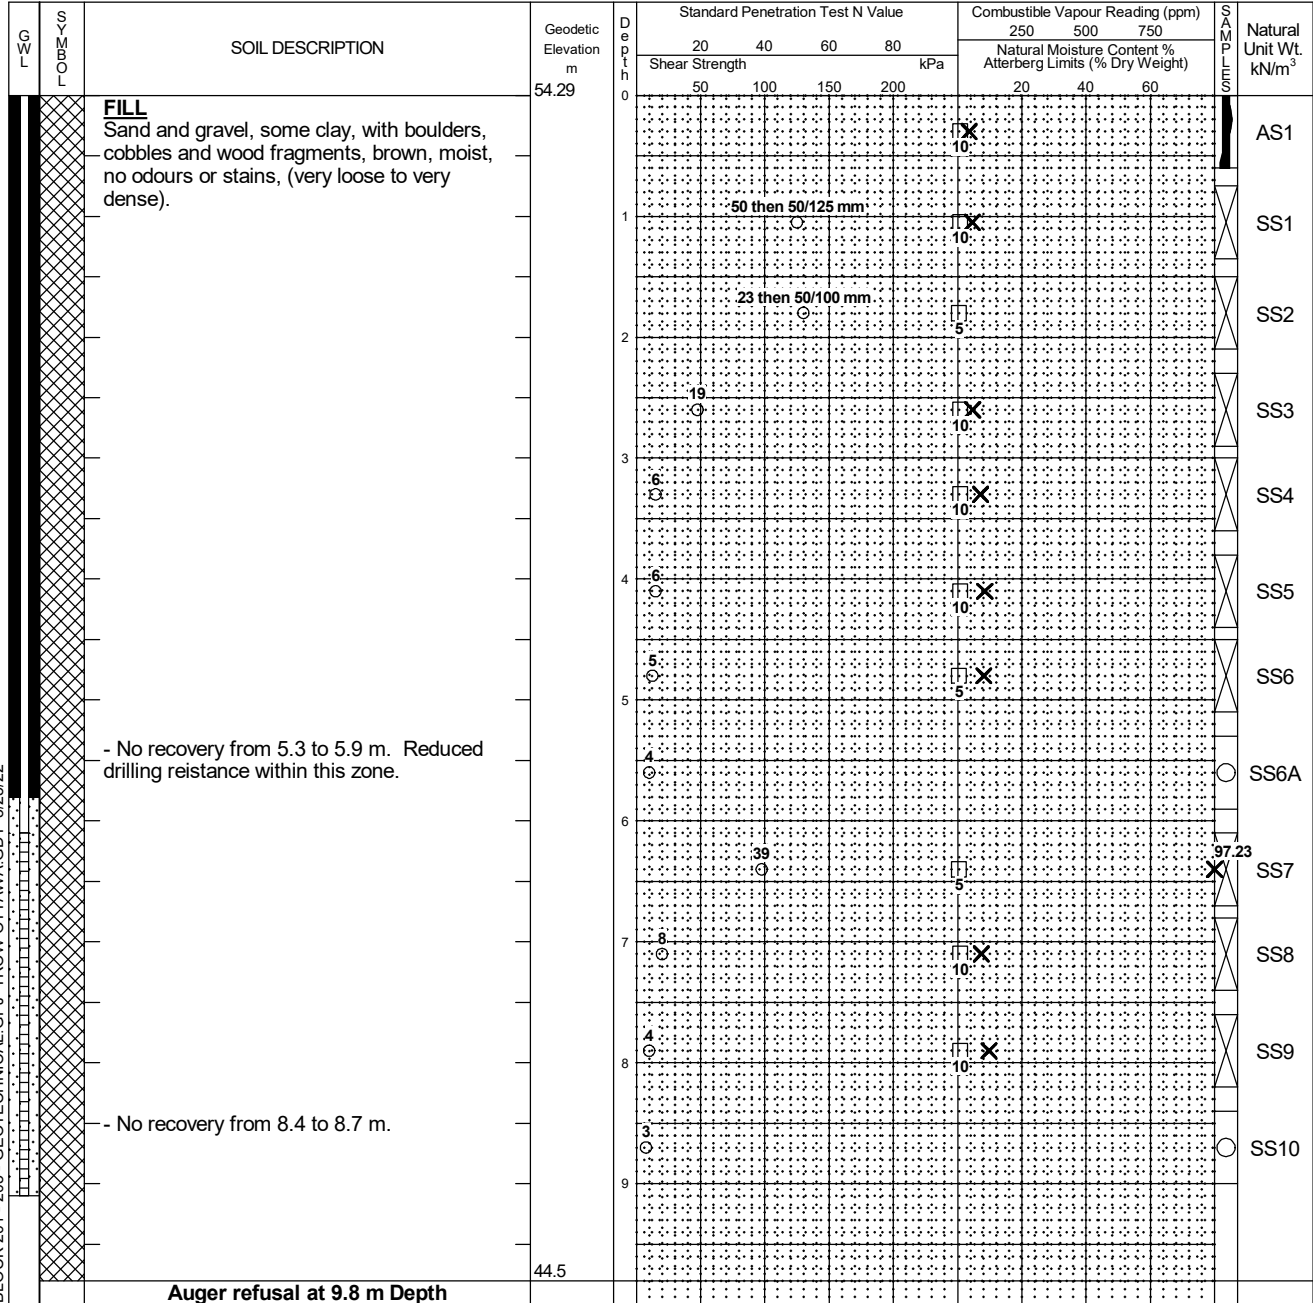 GWL
SYMBOL
SOIL DESCRIPTION
Geodetic
Elevation
m
Depth
Standard Penetration Test N Value
20 40 60 80
Shear Strength kPa
50 100 150 200
Combustible Vapour Reading (ppm)
250 500 750
Natural Moisture Content %
Atterberg Limits (% Dry Weight)
20 40 60
SAMPLES
Natural
Unit Wt.
kN/m³
54.29
0
FILL
Sand and gravel, some clay, with boulders,
cobbles and wood fragments, brown, moist,
no odours or stains, (very loose to very
dense).
10
AS1
50 then 50/125 mm
1
10
SS1
23 then 50/100 mm
5
SS2
2
19
10
SS3
3
6
10
SS4
4
6
10
SS5
5
5
SS6
5
- No recovery from 5.3 to 5.9 m.  Reduced
drilling reistance within this zone.
4
SS6A
6
39
5
97.23
SS7
7
8
10
SS8
4
10
SS9
8
- No recovery from 8.4 to 8.7 m.
3
SS10
9
44.5
Auger refusal at 9.8 m Depth